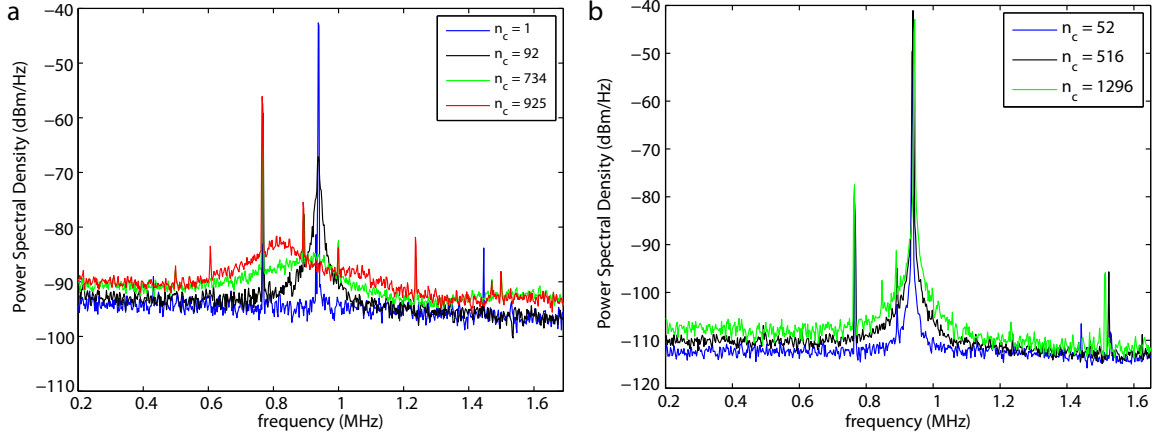 a
−40
−50
−60
−70
−80
−90
−100
−110
Power Spectral Density (dBm/Hz)
0.2
0.4
0.6
0.8
1
1.2
1.4
1.6
frequency (MHz)
n_c = 1
n_c = 92
n_c = 734
n_c = 925
b
−40
−50
−60
−70
−80
−90
−100
−110
−120
Power Spectral Density (dBm/Hz)
0.2
0.4
0.6
0.8
1
1.2
1.4
1.6
frequency (MHz)
n_c = 52
n_c = 516
n_c = 1296